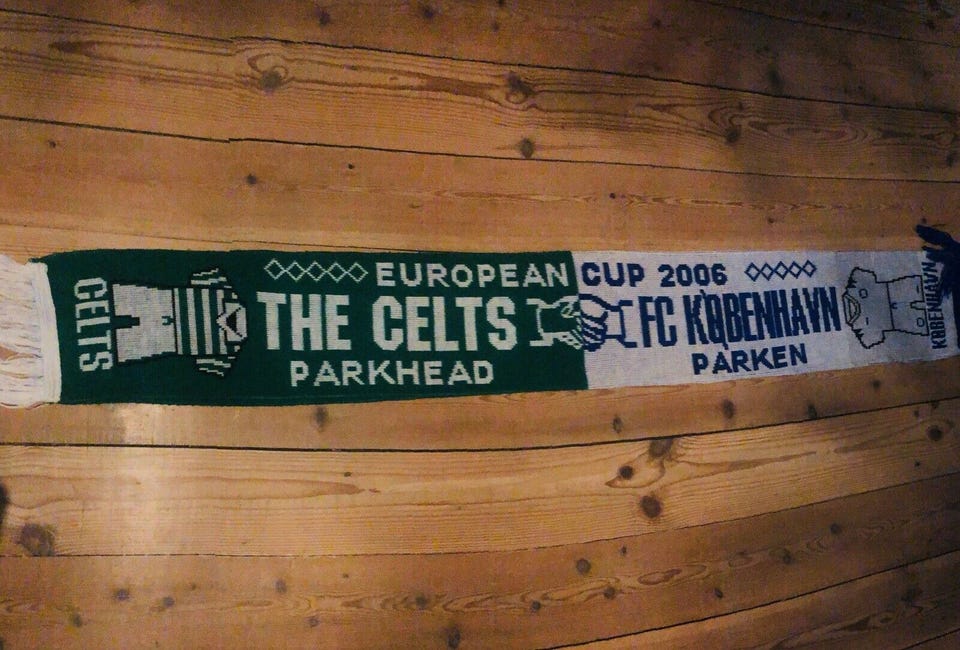 CELTS
EUROPEAN CUP 2006
THE CELTS FC KØBENHAVN
PARKHEAD PARKEN
KØBENHAVN